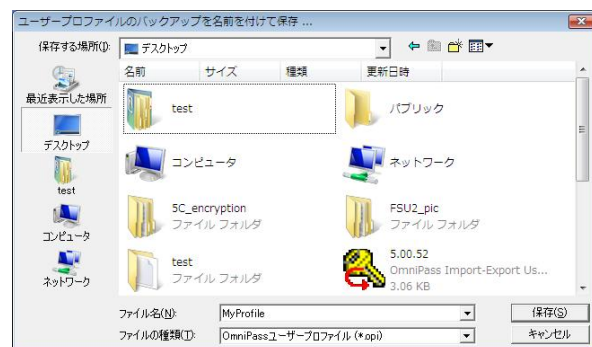 ユーザープロファイルのバックアップを名前を付けて保存 ...
保存する場所(I):
デスクトップ
名前 サイズ 種類 更新日時
最近表示した場所
デスクトップ
test
コンピュータ
ネットワーク
test
パブリック
コンピュータ
ネットワーク
5C_encryption
ファイル フォルダ
FSU2_pic
ファイル フォルダ
test
ファイル フォルダ
5.00.52
OmniPass Import-Export Us...
3.06 KB
ファイル名(N): MyProfile 保存(S)
ファイルの種類(T): OmniPassユーザープロファイル (*.opi) キャンセル